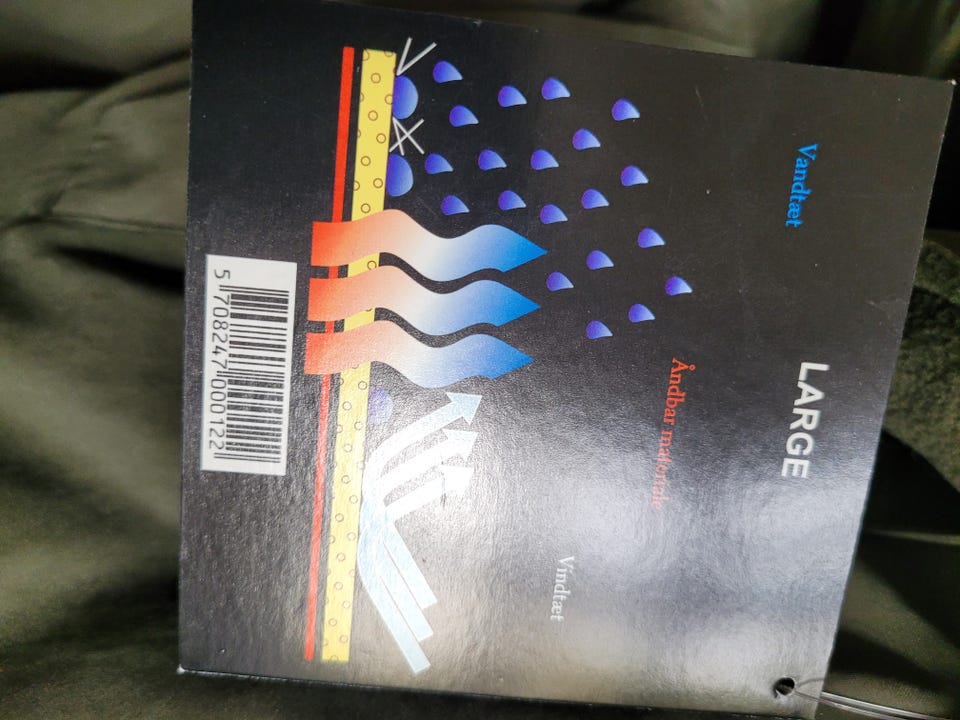 LARGE
Vandtæt
Åndbar materiale
Vindtæt
5 708247 000122